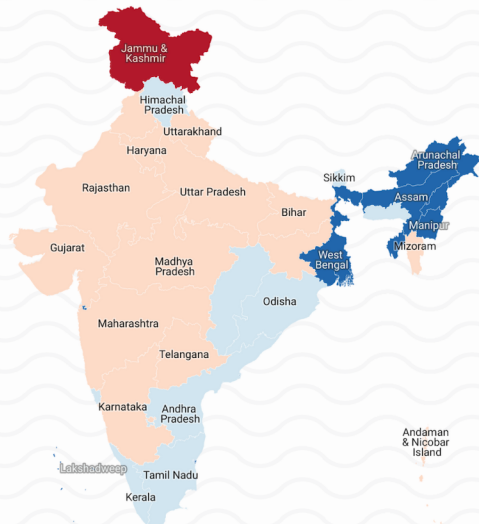 Jammu &
Kashmir
Himachal
Pradesh
Uttarakhand
Haryana
Arunachal
Pradesh
Sikkim
Rajasthan
Uttar Pradesh
Assam
Bihar
Manipur
Gujarat
Mizoram
West
Bengal
Madhya
Pradesh
Odisha
Maharashtra
Telangana
Karnataka
Andhra
Pradesh
Andaman
& Nicobar
Island
Lakshadweep
Tamil Nadu
Kerala